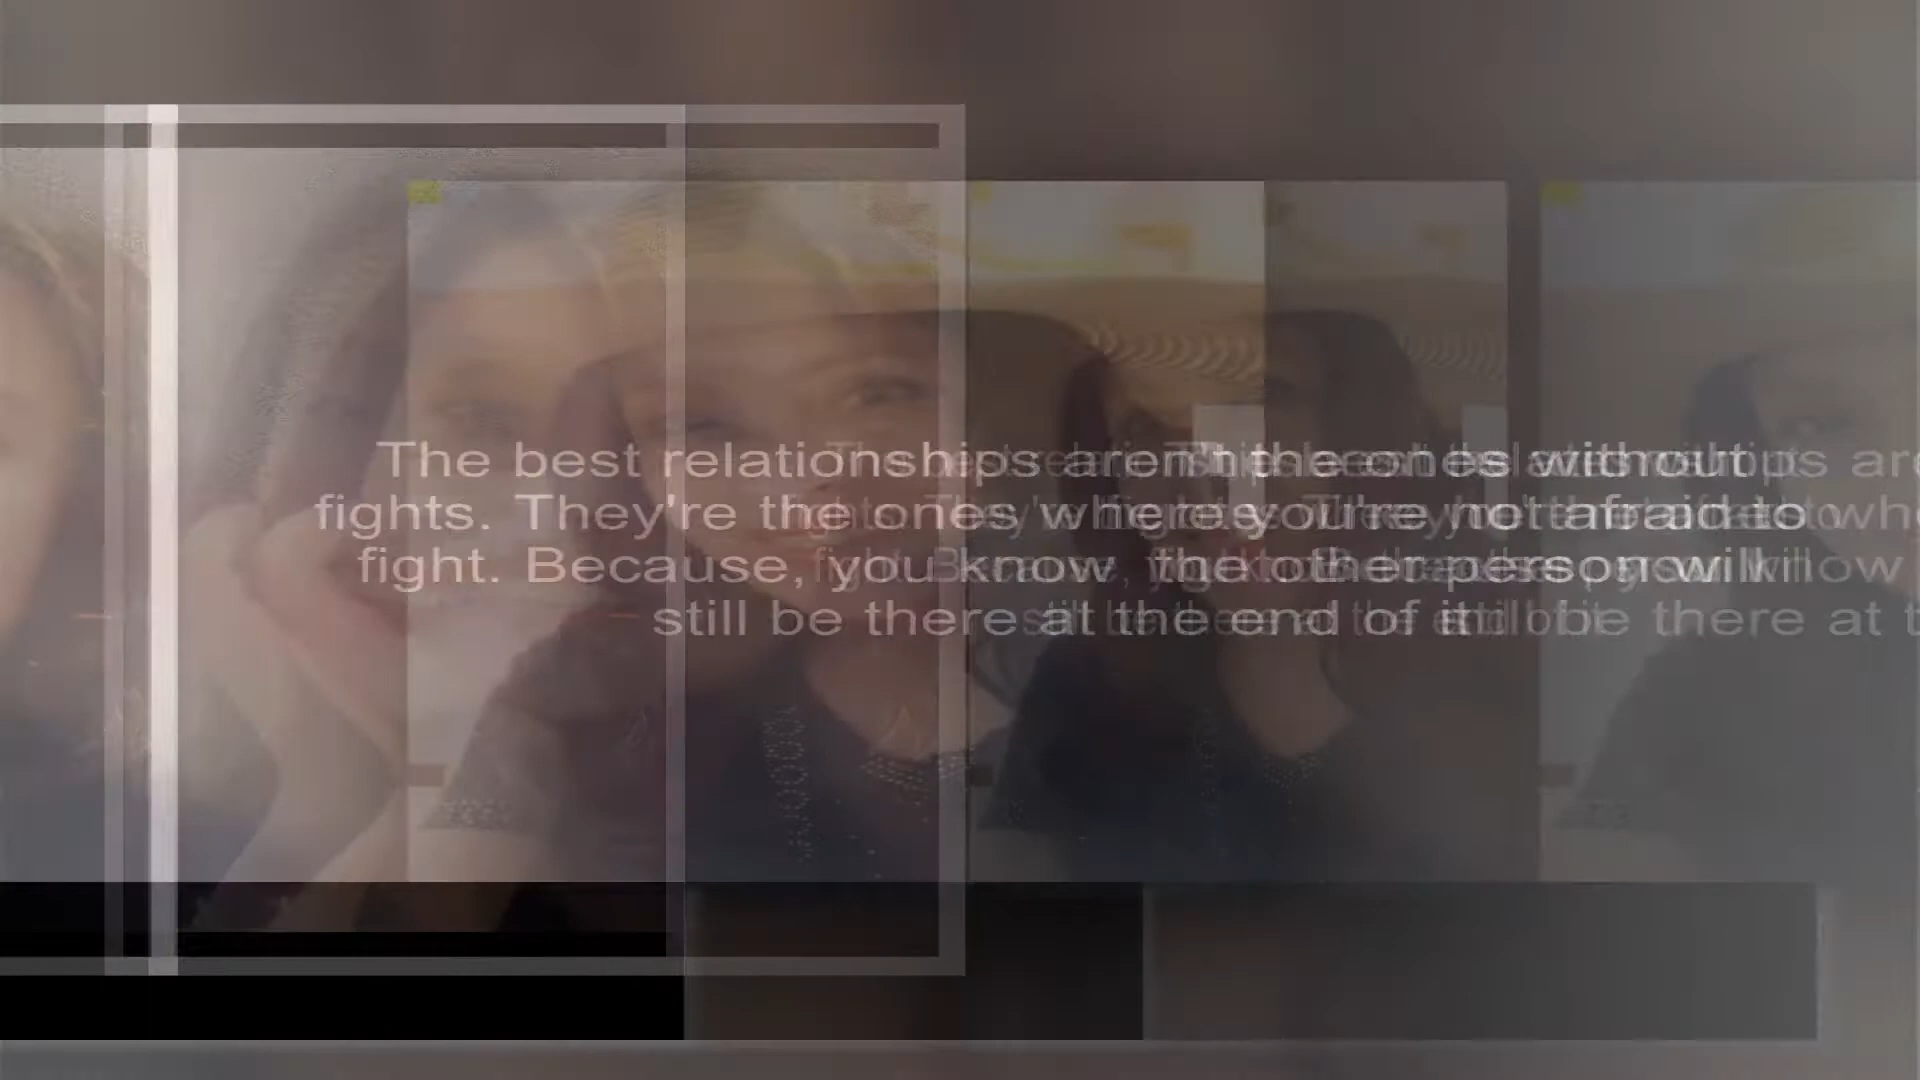 The best relationships aren't the ones without
fights. They're the ones where you're not afraid to
fight. Because, you know, the other person will
still be there at the end of it.